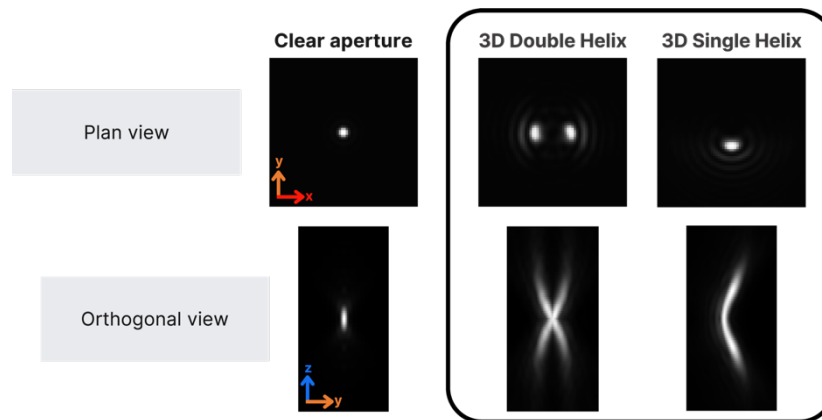 Clear aperture
3D Double Helix
3D Single Helix
Plan view
y
x
Orthogonal view
z
y